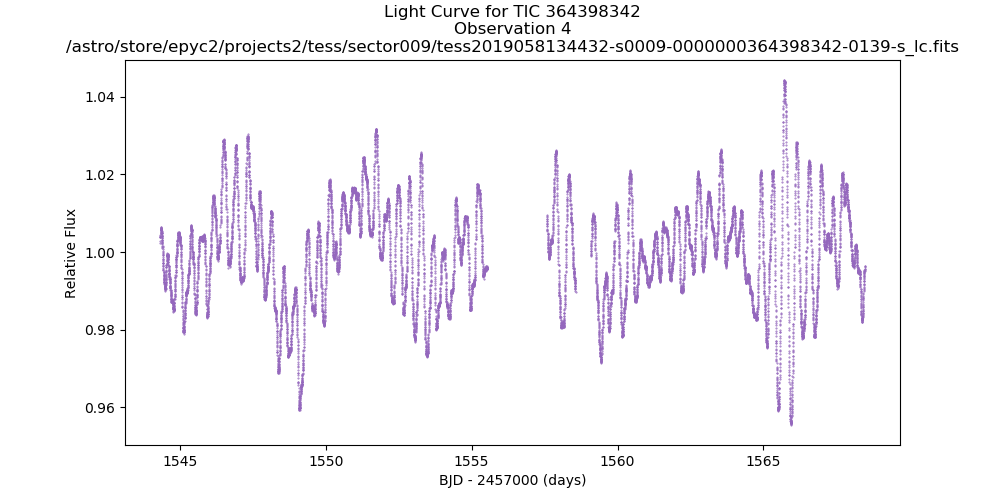 Light Curve for TIC 364398342
Observation 4
/astro/store/epyc2/projects2/tess/sector009/tess2019058134432-s0009-0000000364398342-0139-s_lc.fits
1.04
1.02
1.00
0.98
0.96
Relative Flux
1545
1550
1555
1560
1565
BJD - 2457000 (days)